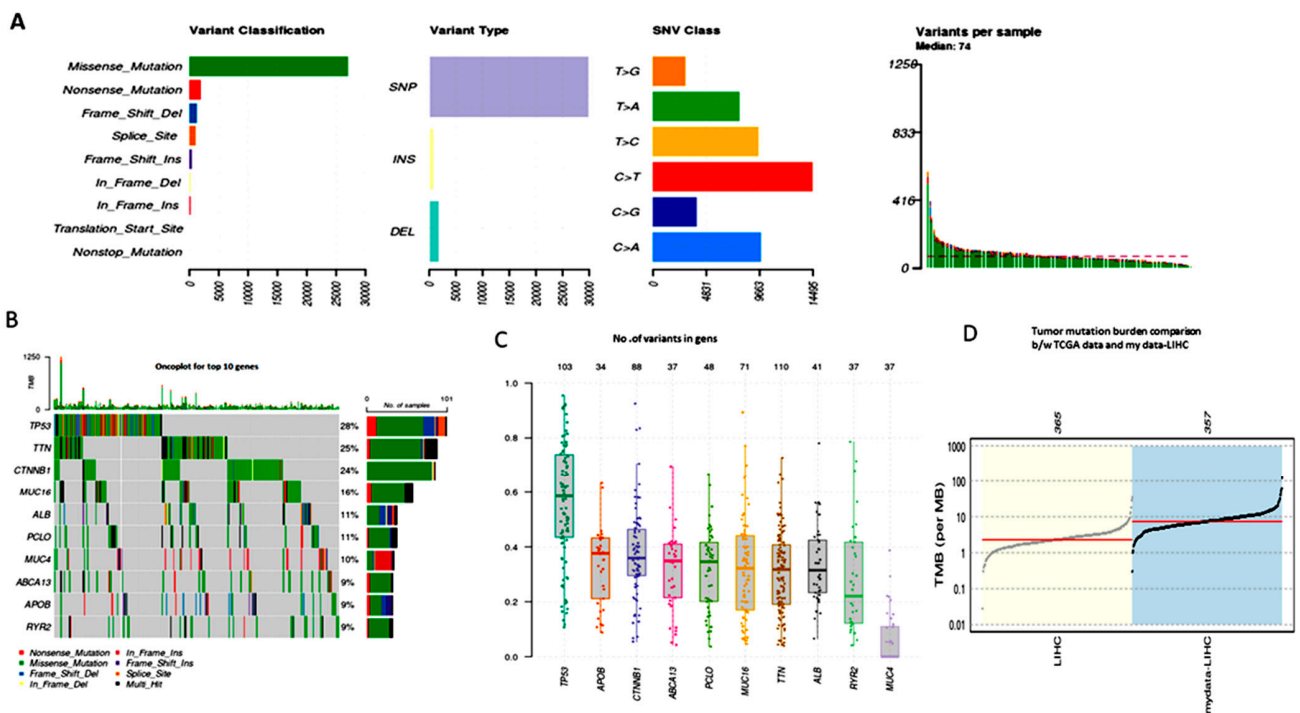 A
Variant Classification
Missense_Mutation
Nonsense_Mutation
Frame_Shift_Del
Splice_Site
Frame_Shift_Ins
In_Frame_Del
In_Frame_Ins
Translation_Start_Site
Nonstop_Mutation
0
5000
10000
15000
20000
25000
30000
Variant Type
SNP
INS
DEL
0
5000
10000
15000
20000
25000
30000
SNV Class
T>G
T>A
T>C
C>T
C>G
C>A
0
4831
9663
14495
Variants per sample
Median: 74
1250
833
416
0
B
Oncoplot for top 10 genes
1250
0
TMB
0
No. of samples
101
TP53 28%
TTN 25%
CTNNB1 24%
MUC16 16%
ALB 11%
PCLO 11%
MUC4 10%
ABCA13 9%
APOB 9%
RYR2 9%
Nonsense_Mutation
Missense_Mutation
Frame_Shift_Del
In_Frame_Del
In_Frame_Ins
Frame_Shift_Ins
Splice_Site
Multi_Hit
C
No .of variants in gens
103 34 88 37 48 71 110 41 37 37
1.0
0.8
0.6
0.4
0.2
0.0
TP53
APOB
CTNNB1
ABCA13
PCLO
MUC16
TTN
ALB
RYR2
MUC4
D
Tumor mutation burden comparison
b/w TCGA data and my data-LIHC
365
357
TMB (per MB)
1000
100
10
1
0.1
0.01
LIHC
mydata-LIHC